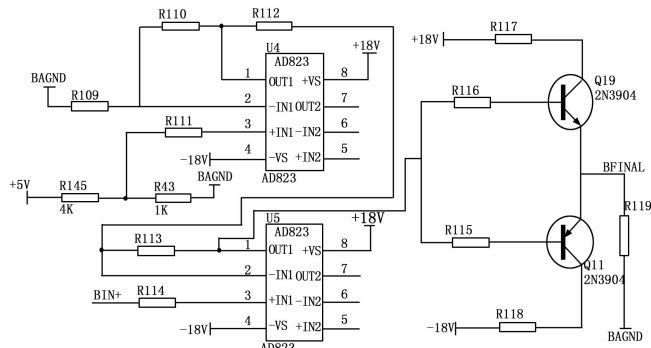 R110
R112
U4
+18V
+18V
R117
AD823
1
OUT1
+VS
8
Q19
2N3904
BAGND
R109
2
-IN1
OUT2
7
R116
R111
3
+IN1
-IN2
6
4
-VS
+IN2
5
-18V
AD823
BAGND
+5V
R145
4K
R43
1K
BFINAL
R119
U5
+18V
R113
AD823
1
OUT1
+VS
8
R115
2
-IN1
OUT2
7
Q11
2N3904
BIN+
R114
3
+IN1
-IN2
6
-18V
4
-VS
+IN2
5
AD823
-18V
R118
BAGND